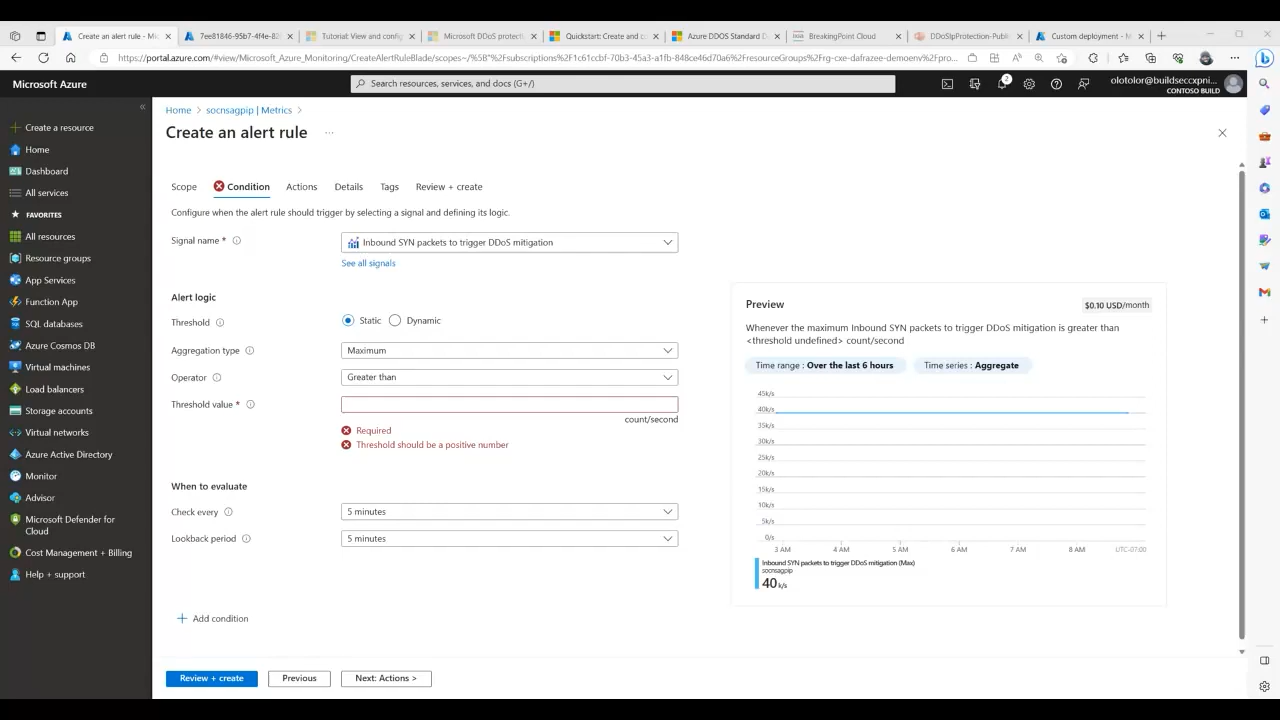 Create an alert rule - Mi
7ee81846-95b7-4f4e-82
Tutorial: View and config
Microsoft DDoS protecti
Quickstart: Create and co
Azure DDOS Standard D
BreakingPoint Cloud
DDoSIpProtection-Publi
Custom deployment - M
https://portal.azure.com/#view/Microsoft_Azure_Monitoring/CreateAlertRuleBlade/scopes~/%5B"%2Fsubscriptions%2F1c61ccbf-70b3-45a3-a1fb-848ce46d70a6%2FresourceGroups%2Frg-cxe-dafrazee-demoenv%2Fpro...
Microsoft Azure
Search resources, services, and docs (G+/)
2
olotolor@buildseccxpni...
CONTOSO BUILD
Create a resource
Home
Dashboard
All services
FAVORITES
All resources
Resource groups
App Services
Function App
SQL databases
Azure Cosmos DB
Virtual machines
Load balancers
Storage accounts
Virtual networks
Azure Active Directory
Monitor
Advisor
Microsoft Defender for
Cloud
Cost Management + Billing
Help + support
Home > socnsagpip | Metrics >
Create an alert rule ...
Scope Condition Actions Details Tags Review + create
Configure when the alert rule should trigger by selecting a signal and defining its logic.
Signal name * Inbound SYN packets to trigger DDoS mitigation
See all signals
Alert logic
Threshold Static Dynamic
Aggregation type Maximum
Operator Greater than
Threshold value *
count/second
Required
Threshold should be a positive number
When to evaluate
Check every 5 minutes
Lookback period 5 minutes
Add condition
Preview
$0.10 USD/month
Whenever the maximum Inbound SYN packets to trigger DDoS mitigation is greater than
<threshold undefined> count/second
Time range : Over the last 6 hours Time series : Aggregate
45k/s
40k/s
35k/s
30k/s
25k/s
20k/s
15k/s
10k/s
5k/s
0/s
3 AM 4 AM 5 AM 6 AM 7 AM 8 AM UTC-07:00
Inbound SYN packets to trigger DDoS mitigation (Max)
socnsagpip
40 k/s
Review + create Previous Next: Actions >